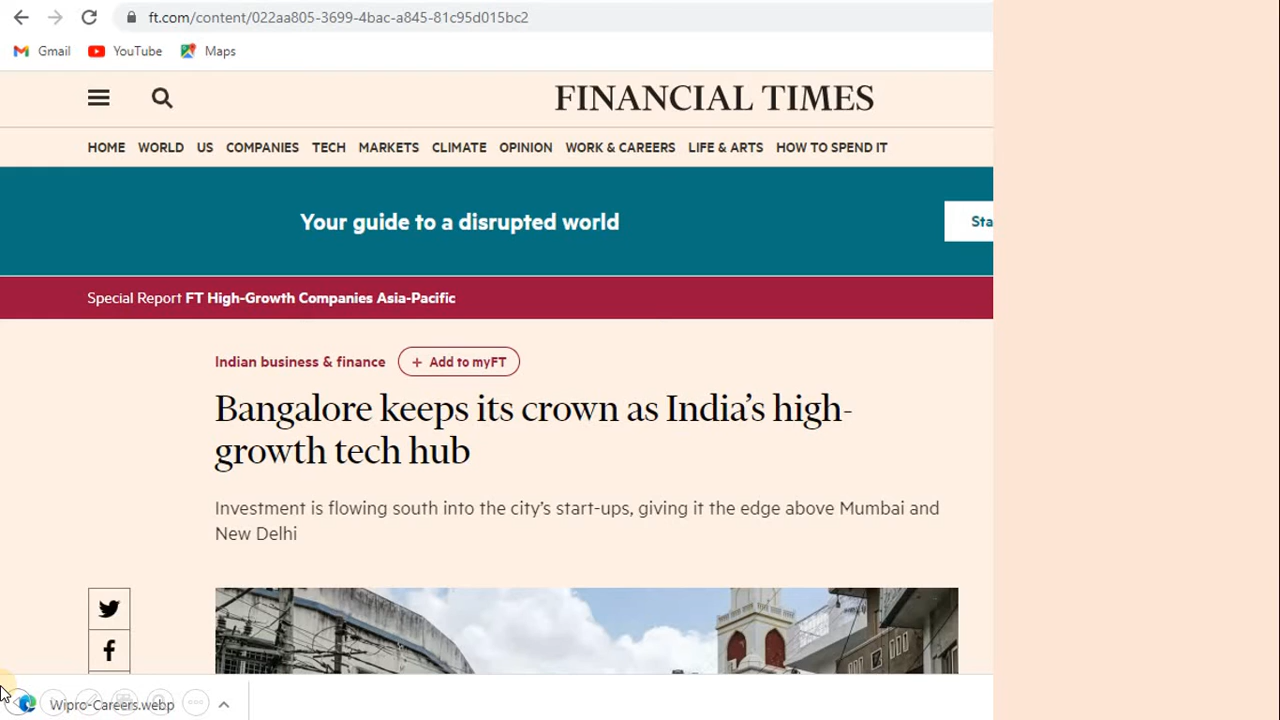 ft.com/content/022aa805-3699-4bac-a845-81c95d015bc2
Gmail YouTube Maps
FINANCIAL TIMES
HOME WORLD US COMPANIES TECH MARKETS CLIMATE OPINION WORK & CAREERS LIFE & ARTS HOW TO SPEND IT
Your guide to a disrupted world
Sta
Special Report FT High-Growth Companies Asia-Pacific
Indian business & finance + Add to myFT
Bangalore keeps its crown as India's high-
growth tech hub
Investment is flowing south into the city's start-ups, giving it the edge above Mumbai and
New Delhi
Wipro-Careers.webp